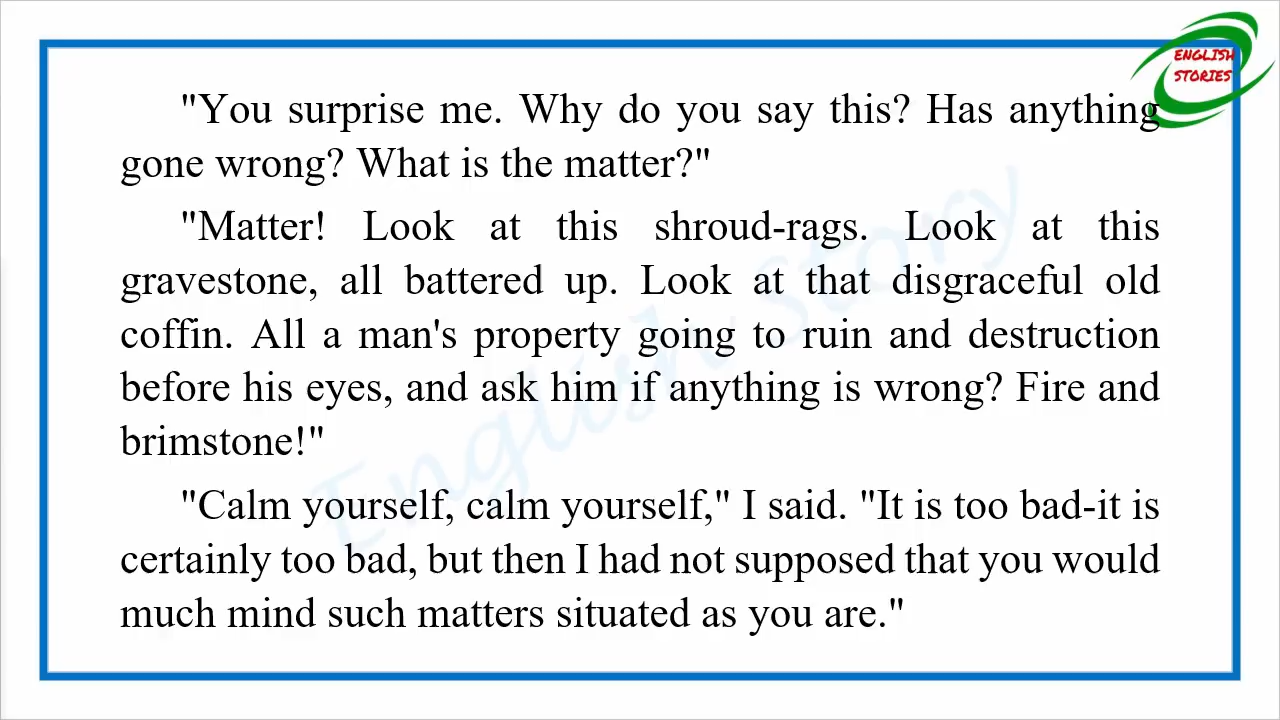 ENGLISH
STORIES
"You surprise me. Why do you say this? Has anything
gone wrong? What is the matter?"
"Matter! Look at this shroud-rags. Look at this
gravestone, all battered up. Look at that disgraceful old
coffin. All a man's property going to ruin and destruction
before his eyes, and ask him if anything is wrong? Fire and
brimstone!"
"Calm yourself, calm yourself," I said. "It is too bad-it is
certainly too bad, but then I had not supposed that you would
much mind such matters situated as you are."
English Story